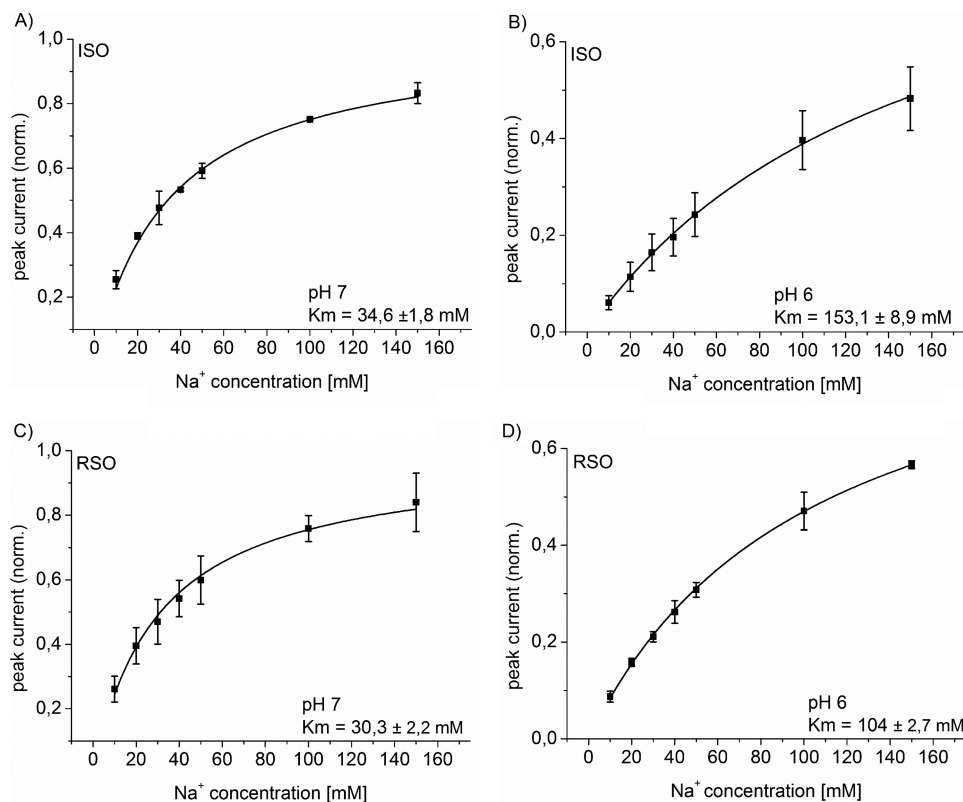 A)
1,0
ISO
0,8
0,6
0,4
0,2
peak current (norm.)
pH 7
Km = 34,6 ±1,8 mM
0 20 40 60 80 100 120 140 160
Na⁺ concentration [mM]
B)
0,6
ISO
0,4
0,2
0,0
peak current (norm.)
pH 6
Km = 153,1 ± 8,9 mM
0 20 40 60 80 100 120 140 160
Na⁺ concentration [mM]
C)
1,0
RSO
0,8
0,6
0,4
0,2
peak current (norm.)
pH 7
Km = 30,3 ± 2,2 mM
0 20 40 60 80 100 120 140 160
Na⁺ concentration [mM]
D)
0,6
RSO
0,4
0,2
0,0
peak current (norm.)
pH 6
Km = 104 ± 2,7 mM
0 20 40 60 80 100 120 140 160
Na⁺ concentration [mM]